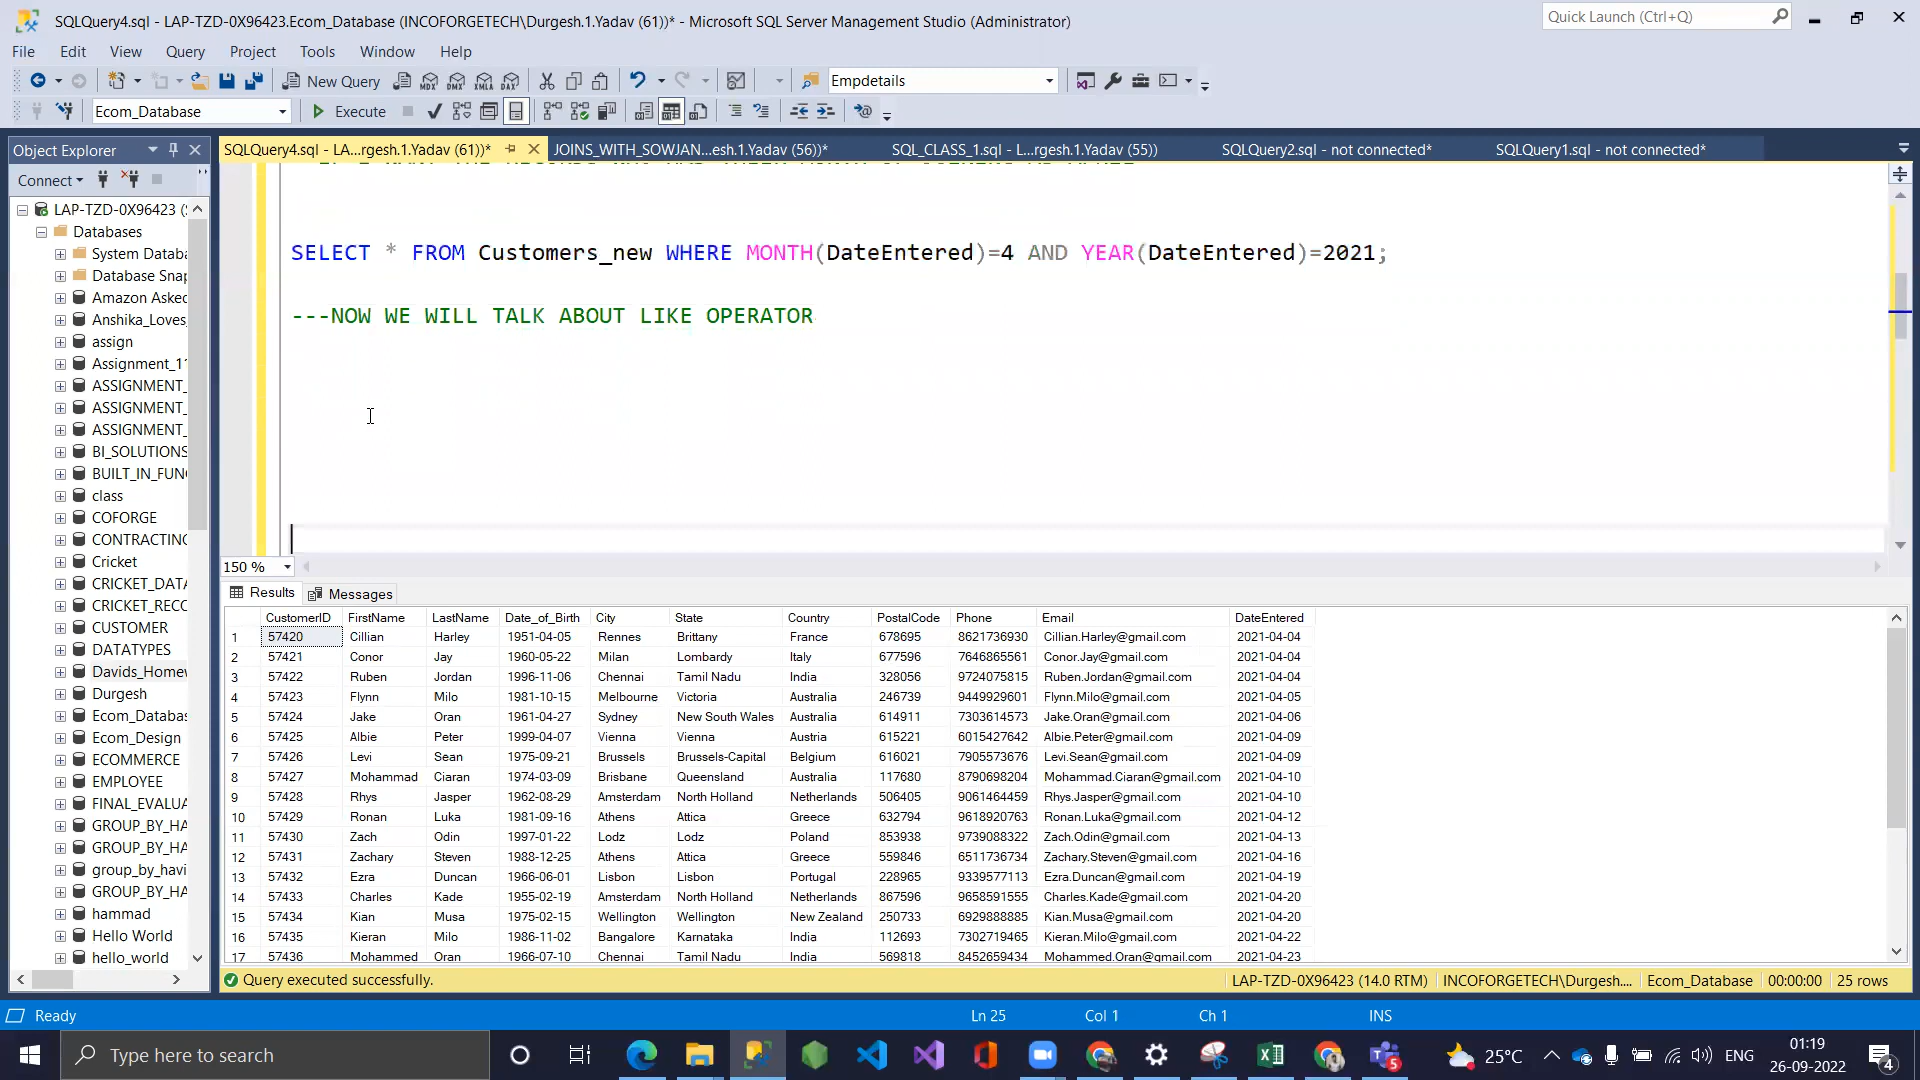 SQLQuery4.sql - LAP-TZD-0X96423.Ecom_Database (INCOFORGETECH\Durgesh.1.Yadav (61))* - Microsoft SQL Server Management Studio (Administrator)
Quick Launch (Ctrl+Q)
File Edit View Query Project Tools Window Help
New Query
Empdetails
Ecom_Database
Execute
Object Explorer
SQLQuery4.sql - LA...rgesh.1.Yadav (61))*
JOINS_WITH_SOWJAN...esh.1.Yadav (56))*
SQL_CLASS_1.sql - L...rgesh.1.Yadav (55))
SQLQuery2.sql - not connected*
SQLQuery1.sql - not connected*
Connect
LAP-TZD-0X96423 (
Databases
System Databa
Database Snap
Amazon Asked
Anshika_Loves
assign
Assignment_11
ASSIGNMENT_
ASSIGNMENT_
ASSIGNMENT_
BI_SOLUTIONS
BUILT_IN_FUN
class
COFORGE
CONTRACTING
Cricket
CRICKET_DATA
CRICKET_RECO
CUSTOMER
DATATYPES
Davids_Homew
Durgesh
Ecom_Databas
Ecom_Design
ECOMMERCE
EMPLOYEE
FINAL_EVALUA
GROUP_BY_HA
GROUP_BY_HA
group_by_havi
GROUP_BY_HA
hammad
Hello World
hello_world
SELECT * FROM Customers_new WHERE MONTH(DateEntered)=4 AND YEAR(DateEntered)=2021;
---NOW WE WILL TALK ABOUT LIKE OPERATOR
150 %
Results Messages
CustomerID FirstName LastName Date_of_Birth City State Country PostalCode Phone Email DateEntered
1 57420 Cillian Harley 1951-04-05 Rennes Brittany France 678695 8621736930 Cillian.Harley@gmail.com 2021-04-04
2 57421 Conor Jay 1960-05-22 Milan Lombardy Italy 677596 7646865561 Conor.Jay@gmail.com 2021-04-04
3 57422 Ruben Jordan 1996-11-06 Chennai Tamil Nadu India 328056 9724075815 Ruben.Jordan@gmail.com 2021-04-04
4 57423 Flynn Milo 1981-10-15 Melbourne Victoria Australia 246739 9449929601 Flynn.Milo@gmail.com 2021-04-05
5 57424 Jake Oran 1961-04-27 Sydney New South Wales Australia 614911 7303614573 Jake.Oran@gmail.com 2021-04-06
6 57425 Albie Peter 1999-04-07 Vienna Vienna Austria 615221 6015427642 Albie.Peter@gmail.com 2021-04-09
7 57426 Levi Sean 1975-09-21 Brussels Brussels-Capital Belgium 616021 7905573676 Levi.Sean@gmail.com 2021-04-09
8 57427 Mohammad Ciaran 1974-03-09 Brisbane Queensland Australia 117680 8790698204 Mohammad.Ciaran@gmail.com 2021-04-10
9 57428 Rhys Jasper 1962-08-29 Amsterdam North Holland Netherlands 506405 9061464459 Rhys.Jasper@gmail.com 2021-04-10
10 57429 Ronan Luka 1981-09-16 Athens Attica Greece 632794 9618920763 Ronan.Luka@gmail.com 2021-04-12
11 57430 Zach Odin 1997-01-22 Lodz Lodz Poland 853938 9739088322 Zach.Odin@gmail.com 2021-04-13
12 57431 Zachary Steven 1988-12-25 Athens Attica Greece 559846 6511736734 Zachary.Steven@gmail.com 2021-04-16
13 57432 Ezra Duncan 1966-06-01 Lisbon Lisbon Portugal 228965 9339577113 Ezra.Duncan@gmail.com 2021-04-19
14 57433 Charles Kade 1955-02-19 Amsterdam North Holland Netherlands 867596 9658591555 Charles.Kade@gmail.com 2021-04-20
15 57434 Kian Musa 1975-02-15 Wellington Wellington New Zealand 250733 6929888885 Kian.Musa@gmail.com 2021-04-20
16 57435 Kieran Milo 1986-11-02 Bangalore Karnataka India 112693 7302719465 Kieran.Milo@gmail.com 2021-04-22
17 57436 Mohammed Oran 1966-07-10 Chennai Tamil Nadu India 569818 8452659434 Mohammed.Oran@gmail.com 2021-04-23
Query executed successfully.
LAP-TZD-0X96423 (14.0 RTM) INCOFORGETECH\Durgesh.... Ecom_Database 00:00:00 25 rows
Ready Ln 25 Col 1 Ch 1 INS
Type here to search
25°C ENG
01:19
26-09-2022
4